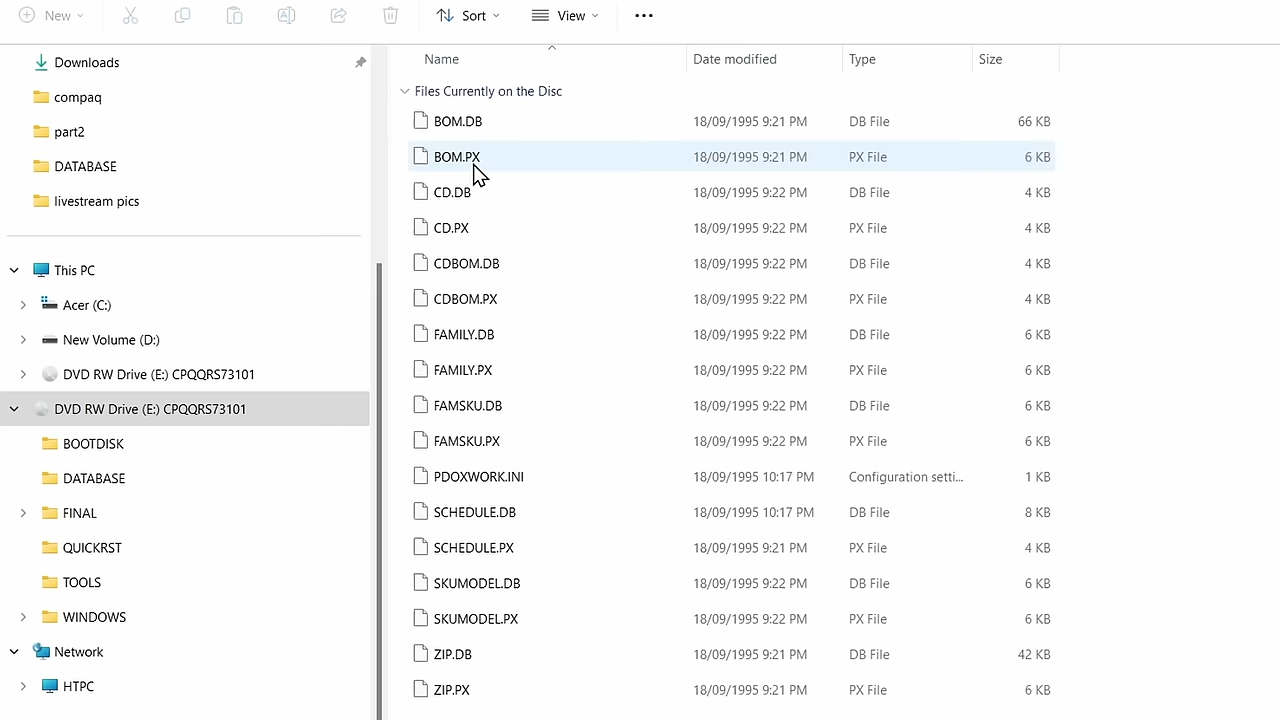 New Sort View
Downloads
compaq
part2
DATABASE
livestream pics
This PC
Acer (C:)
New Volume (D:)
DVD RW Drive (E:) CPQQRS73101
DVD RW Drive (E:) CPQQRS73101
BOOTDISK
DATABASE
FINAL
QUICKRST
TOOLS
WINDOWS
Network
HTPC
Name Date modified Type Size
Files Currently on the Disc
BOM.DB 18/09/1995 9:21 PM DB File 66 KB
BOM.PX 18/09/1995 9:21 PM PX File 6 KB
CD.DB 18/09/1995 9:22 PM DB File 4 KB
CD.PX 18/09/1995 9:22 PM PX File 4 KB
CDBOM.DB 18/09/1995 9:22 PM DB File 4 KB
CDBOM.PX 18/09/1995 9:22 PM PX File 4 KB
FAMILY.DB 18/09/1995 9:22 PM DB File 6 KB
FAMILY.PX 18/09/1995 9:22 PM PX File 6 KB
FAMSKU.DB 18/09/1995 9:22 PM DB File 6 KB
FAMSKU.PX 18/09/1995 9:22 PM PX File 6 KB
PDOXWORK.INI 18/09/1995 10:17 PM Configuration setti... 1 KB
SCHEDULE.DB 18/09/1995 10:17 PM DB File 8 KB
SCHEDULE.PX 18/09/1995 9:21 PM PX File 4 KB
SKUMODEL.DB 18/09/1995 9:22 PM DB File 6 KB
SKUMODEL.PX 18/09/1995 9:22 PM PX File 6 KB
ZIP.DB 18/09/1995 9:21 PM DB File 42 KB
ZIP.PX 18/09/1995 9:21 PM PX File 6 KB